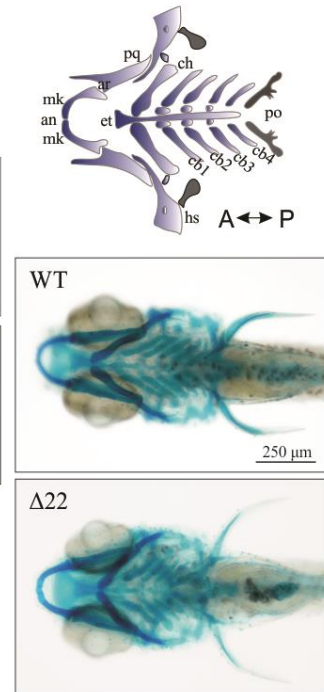 pq
ch
ar
mk
an
et
po
mk
cb1
cb2
cb3
cb4
hs
A ↔ P
WT
250 µm
Δ22